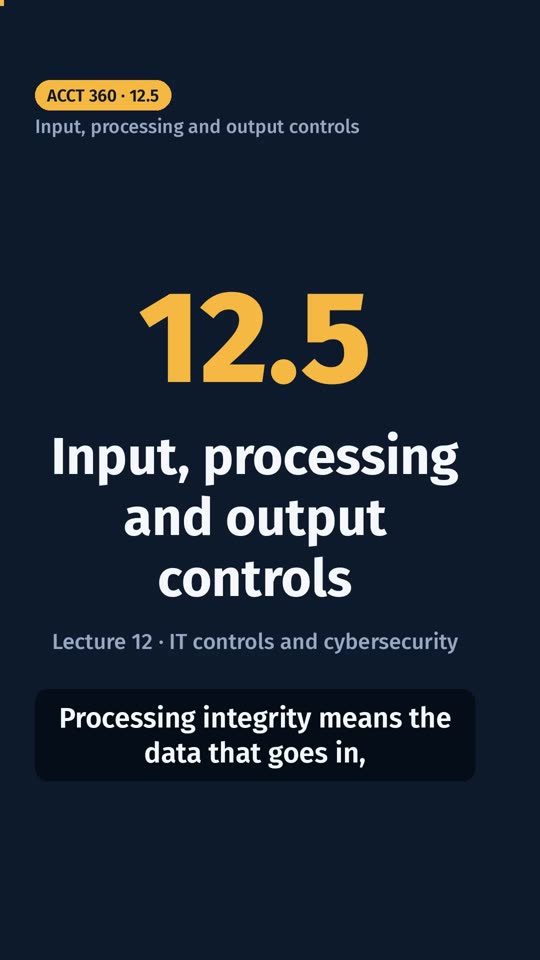 ACCT 360 · 12.5
Input, processing and output controls
12.5
Input, processing
and output
controls
Lecture 12 · IT controls and cybersecurity
Processing integrity means the
data that goes in,